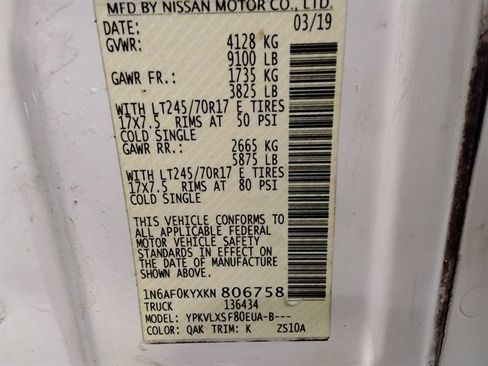 MFD BY NISSAN MOTOR CO., LTD.
DATE: 03/19
GVWR: 4128 KG
9100 LB
GAWR FR.: 1735 KG
3825 LB
WITH LT245/70R17 E TIRES
17X7.5 RIMS AT 50 PSI
COLD SINGLE
GAWR RR.: 2665 KG
5875 LB
WITH LT245/70R17 E TIRES
17X7.5 RIMS AT 80 PSI
COLD SINGLE
THIS VEHICLE CONFORMS TO
ALL APPLICABLE FEDERAL
MOTOR VEHICLE SAFETY
STANDARDS IN EFFECT ON
THE DATE OF MANUFACTURE
SHOWN ABOVE.
1N6AF0KYXKN 806758
TRUCK 136434
MODEL: YPKVLXSF80EUA-B---
COLOR: QAK TRIM: K ZS10A